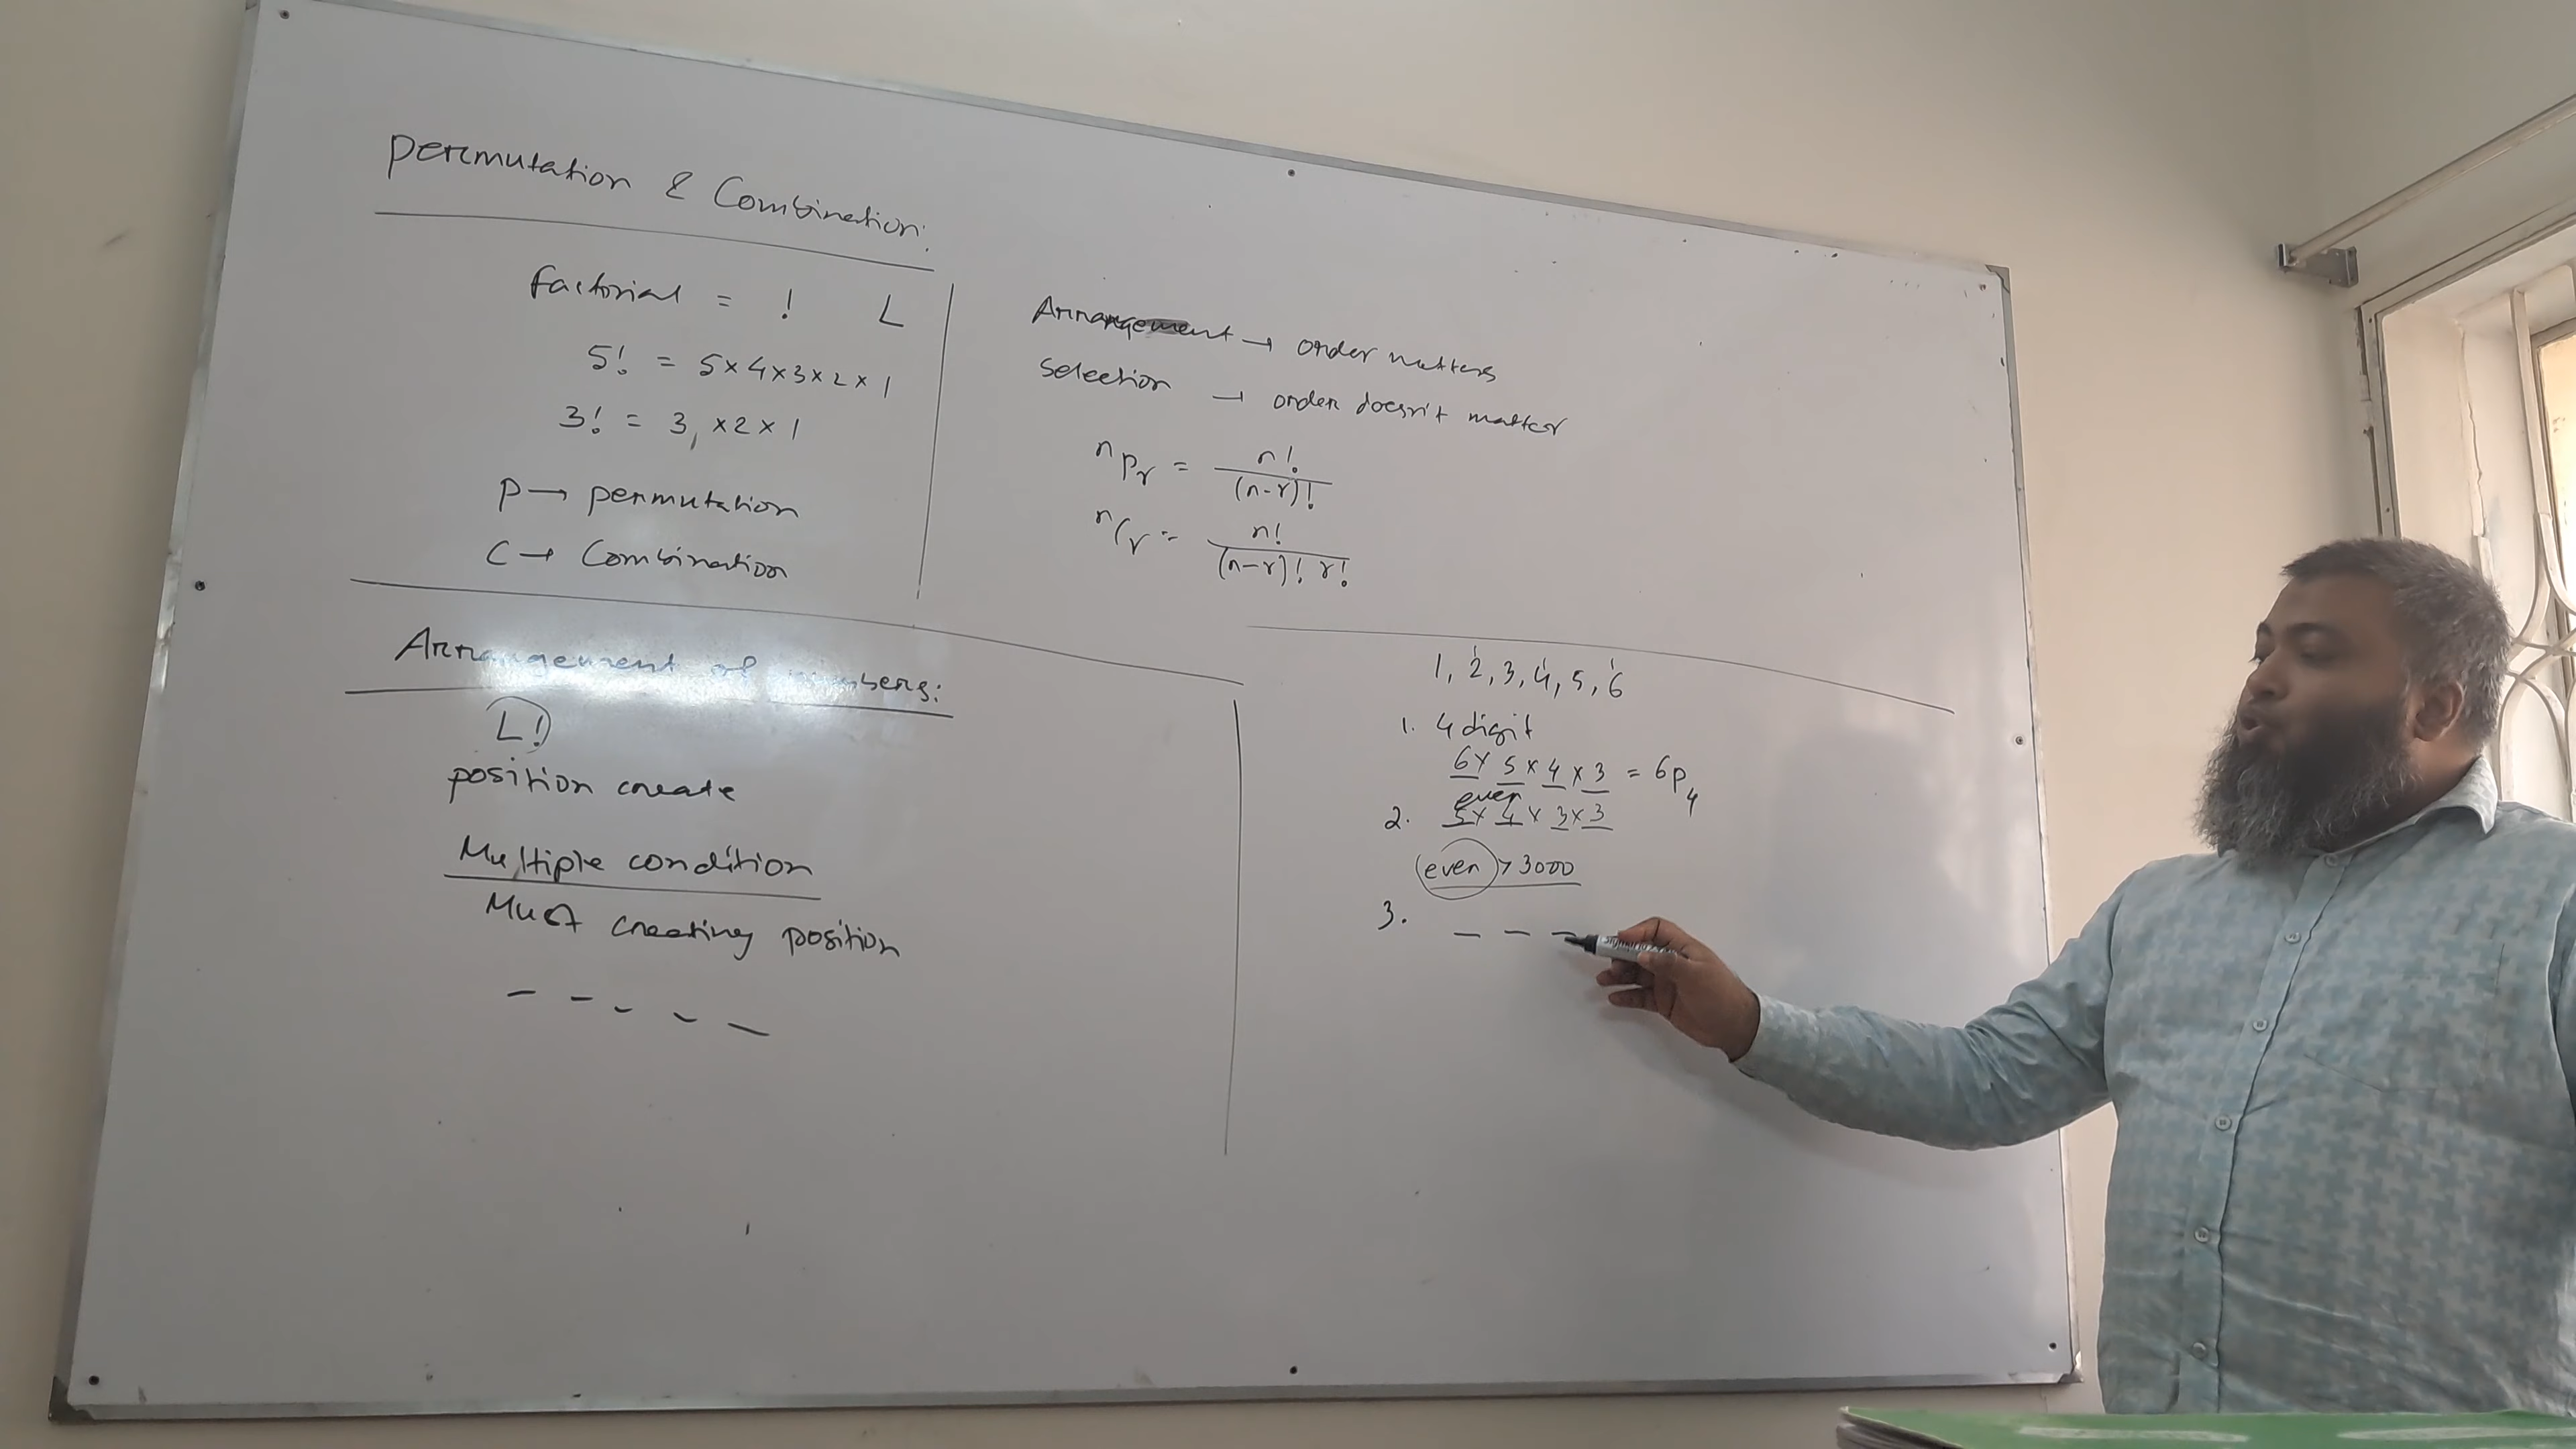 permutation & Combination:
factorial = ! L
5! = 5×4×3×2×1
3! = 3, ×2×1
P → permutation
C → Combination
Arrangement → order matters
Selection → order doesn't matter
nPr = n! / (n-r)!
nCr = n! / (n-r)! r!
Arrangement of numbers:
L!
position create
Multiple condition
Must creating position
1, 2, 3, 4, 5, 6
1. 4 digit
6 × 5 × 4 × 3 = 6P4
even
2. 5 × 4 × 3 × 3
even > 3000
3.